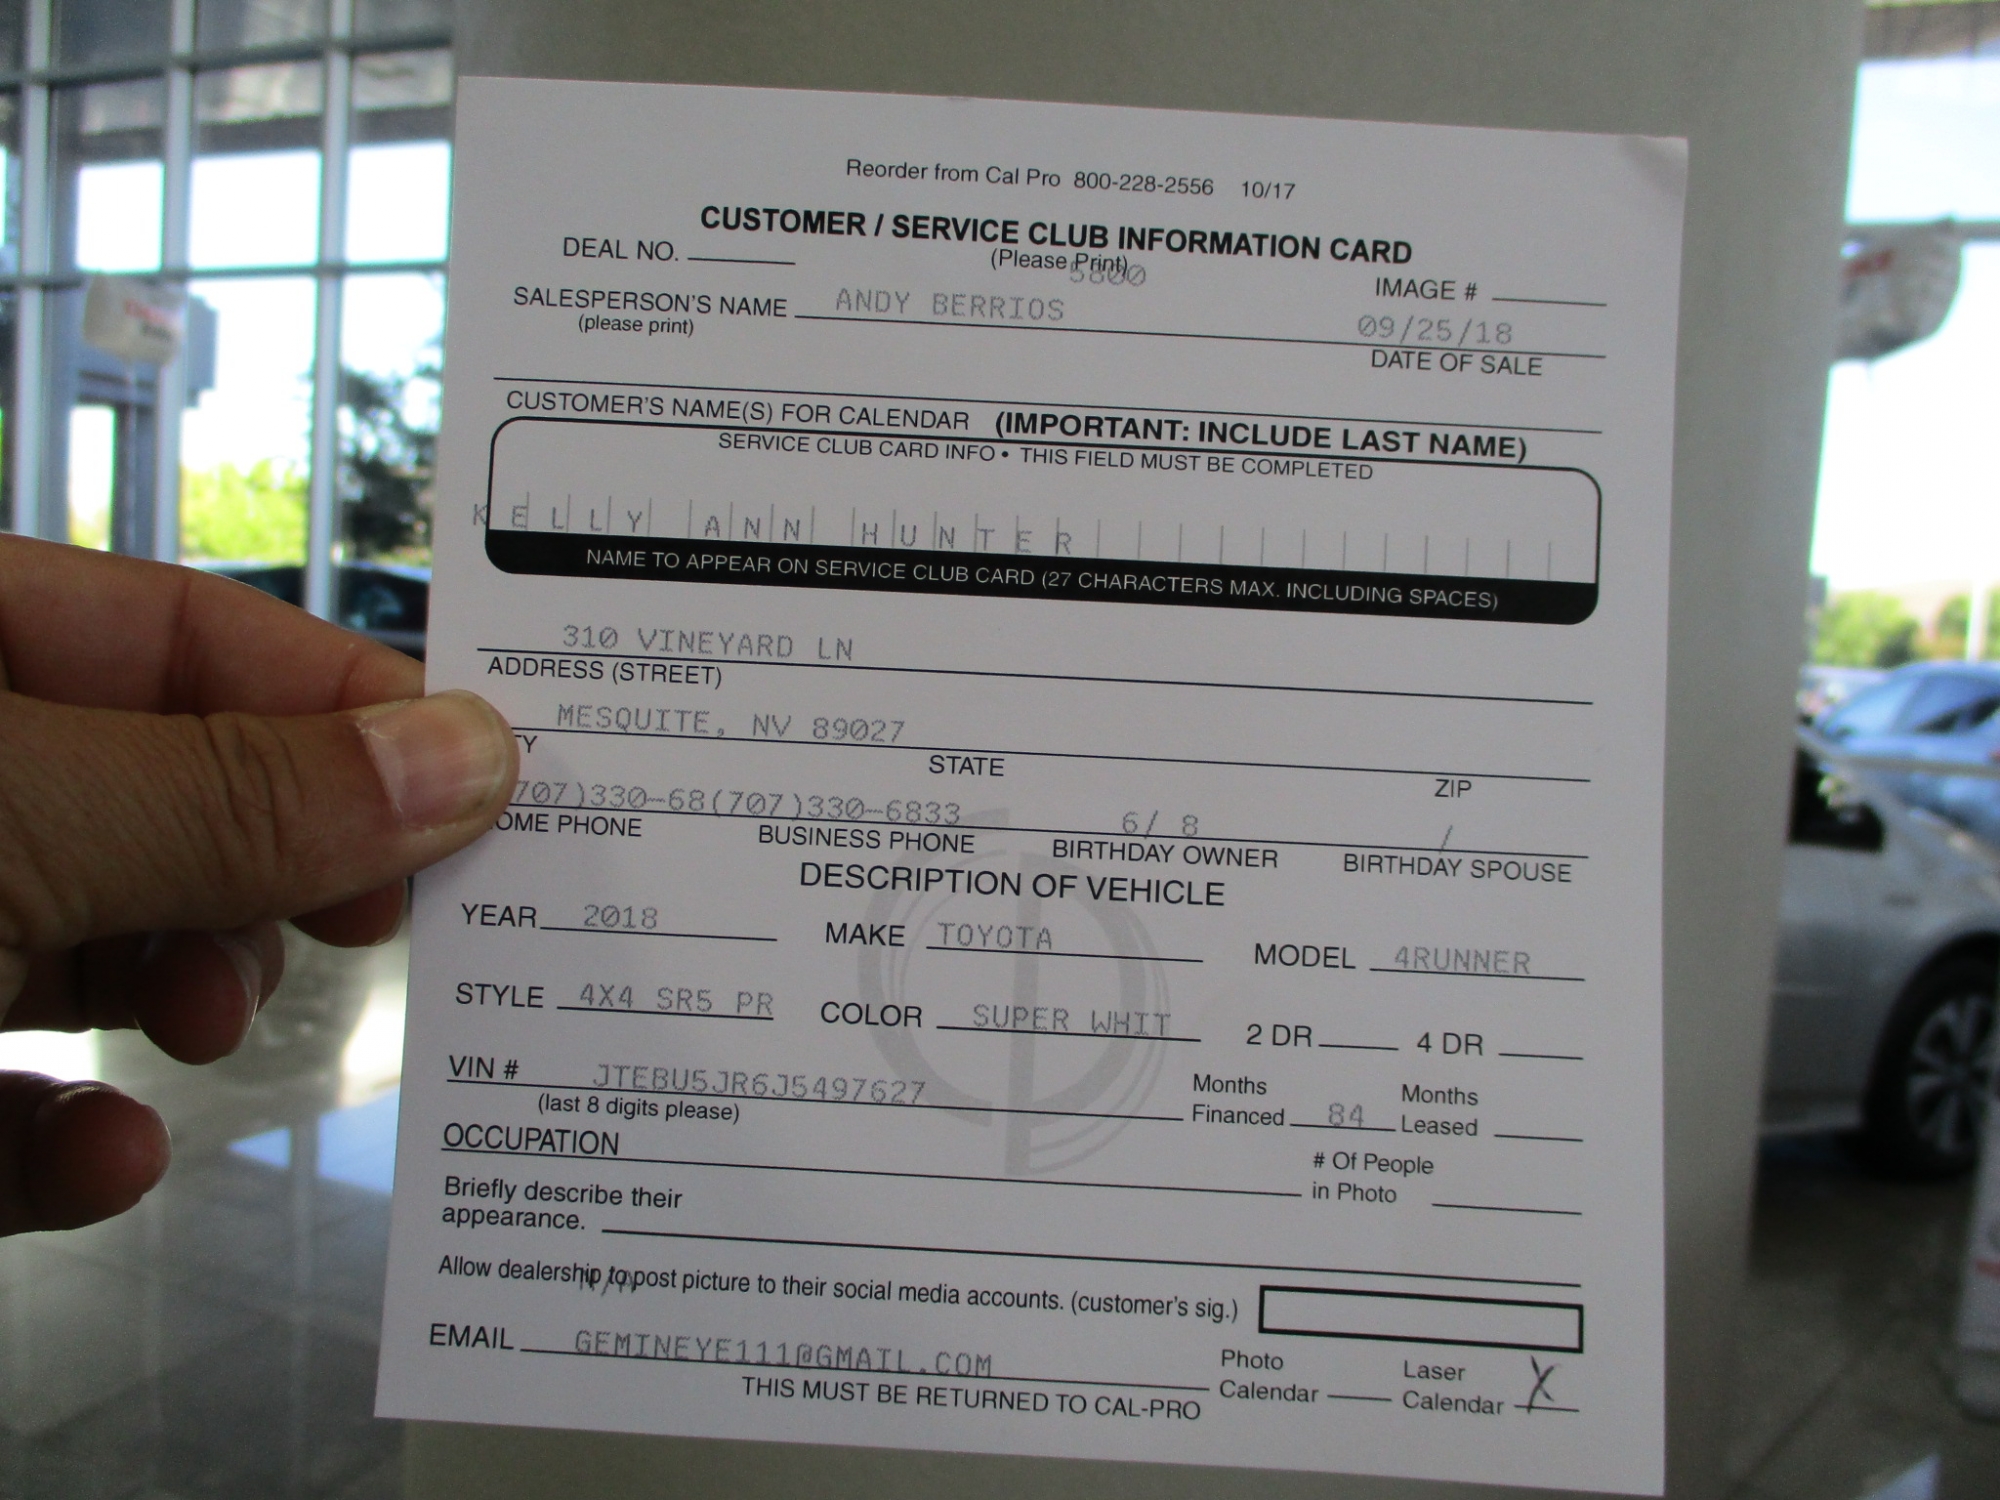 Reorder from Cal Pro 800-228-2556 10/17
CUSTOMER / SERVICE CLUB INFORMATION CARD
DEAL NO. (Please Print) 5800 IMAGE #
SALESPERSON'S NAME ANDY BERRIOS 09/25/18
(please print) DATE OF SALE
CUSTOMER'S NAME(S) FOR CALENDAR (IMPORTANT: INCLUDE LAST NAME)
SERVICE CLUB CARD INFO • THIS FIELD MUST BE COMPLETED
KELLY ANN HUNTER
NAME TO APPEAR ON SERVICE CLUB CARD (27 CHARACTERS MAX. INCLUDING SPACES)
310 VINEYARD LN
ADDRESS (STREET)
MESQUITE, NV 89027
TY STATE ZIP
707)330-68(707)330-6833 6/ 8 /
OME PHONE BUSINESS PHONE BIRTHDAY OWNER BIRTHDAY SPOUSE
DESCRIPTION OF VEHICLE
YEAR 2018 MAKE TOYOTA MODEL 4RUNNER
STYLE 4X4 SR5 PR COLOR SUPER WHIT 2 DR 4 DR
VIN # JTEBU5JR6J5497627 Months Financed 84 Months Leased
(last 8 digits please)
OCCUPATION # Of People in Photo
Briefly describe their
appearance.
Allow dealership to post picture to their social media accounts. (customer's sig.)
N/A
EMAIL GEMINEYE111@GMAIL.COM Photo Calendar Laser Calendar X
THIS MUST BE RETURNED TO CAL-PRO